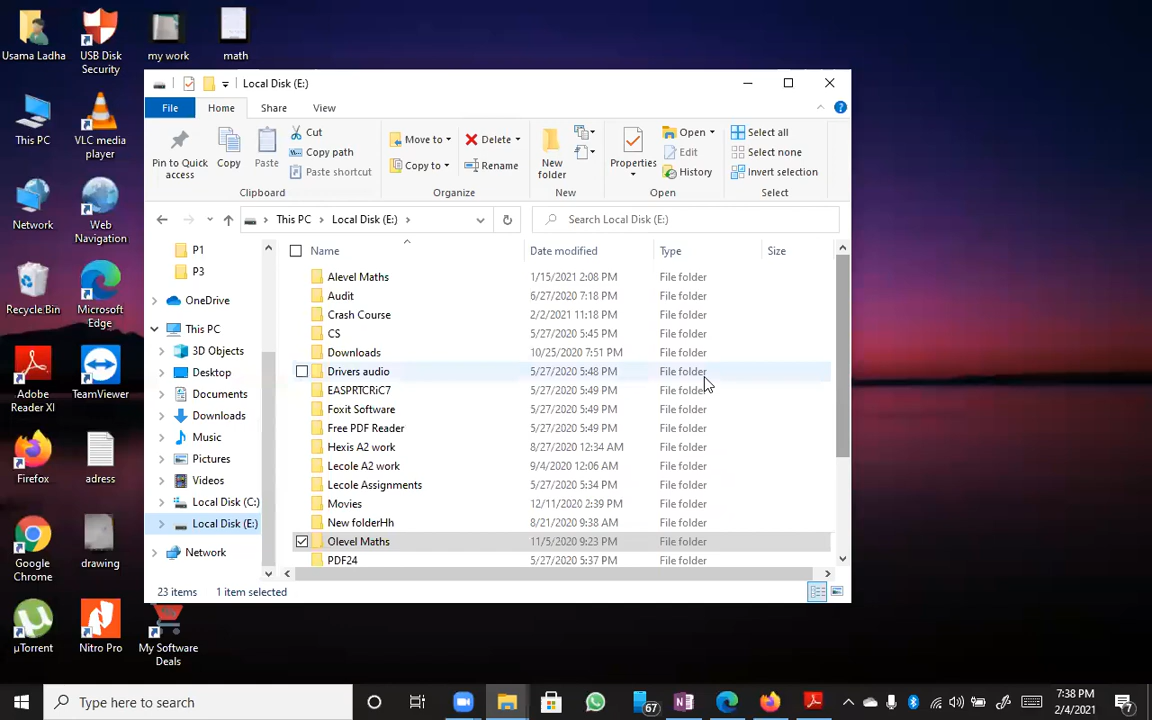 Usama Ladha
USB Disk
Security
my work
math
This PC
VLC media
player
Network
Web
Navigation
Recycle Bin
Microsoft
Edge
Adobe
Reader XI
TeamViewer
Firefox
adress
Google
Chrome
drawing
µTorrent
Nitro Pro
My Software
Deals
Local Disk (E:)
File
Home
Share
View
Pin to Quick
access
Copy
Paste
Cut
Copy path
Paste shortcut
Clipboard
Move to
Copy to
Delete
Rename
Organize
New
folder
New
Properties
Open
Edit
History
Open
Select all
Select none
Invert selection
Select
This PC
Local Disk (E:)
Search Local Disk (E:)
P1
P3
OneDrive
This PC
3D Objects
Desktop
Documents
Downloads
Music
Pictures
Videos
Local Disk (C:)
Local Disk (E:)
Network
Name Date modified Type Size
Alevel Maths 1/15/2021 2:08 PM File folder
Audit 6/27/2020 7:18 PM File folder
Crash Course 2/2/2021 11:18 PM File folder
CS 5/27/2020 5:45 PM File folder
Downloads 10/25/2020 7:51 PM File folder
Drivers audio 5/27/2020 5:48 PM File folder
EASPRTCRiC7 5/27/2020 5:49 PM File folder
Foxit Software 5/27/2020 5:49 PM File folder
Free PDF Reader 5/27/2020 5:49 PM File folder
Hexis A2 work 8/27/2020 12:34 AM File folder
Lecole A2 work 9/4/2020 12:06 AM File folder
Lecole Assignments 5/27/2020 5:34 PM File folder
Movies 12/11/2020 2:39 PM File folder
New folderHh 8/21/2020 9:38 AM File folder
Olevel Maths 11/5/2020 9:23 PM File folder
PDF24 5/27/2020 5:37 PM File folder
23 items 1 item selected
Type here to search
67
7:38 PM
2/4/2021
7